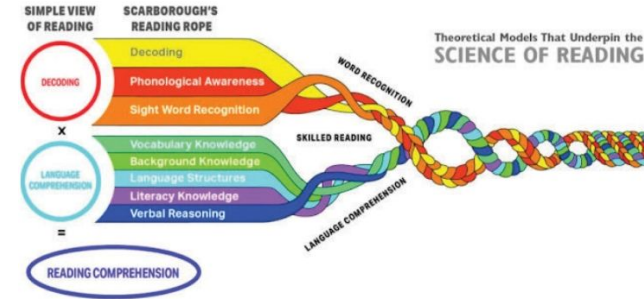 SIMPLE VIEW
OF READING
SCARBOROUGH'S
READING ROPE
Theoretical Models That Underpin the
SCIENCE OF READING
DECODING
x
LANGUAGE
COMPREHENSION
=
READING COMPREHENSION
Decoding
Phonological Awareness
Sight Word Recognition
Vocabulary Knowledge
Background Knowledge
Language Structures
Literacy Knowledge
Verbal Reasoning
WORD RECOGNITION
SKILLED READING
LANGUAGE COMPREHENSION